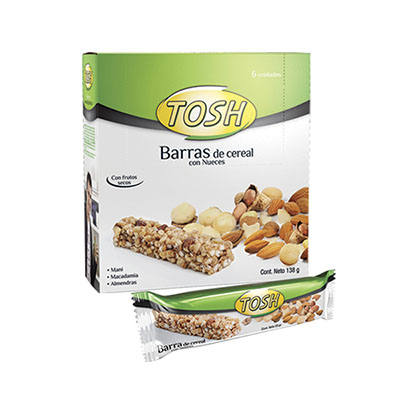 TOSH
6 unidades
TOSH
Barras de cereal
con Nueces
Con frutos
secos
• Maní
• Macadamia
• Almendras
Cont. Neto 138 g
TOSH
Barra de cereal